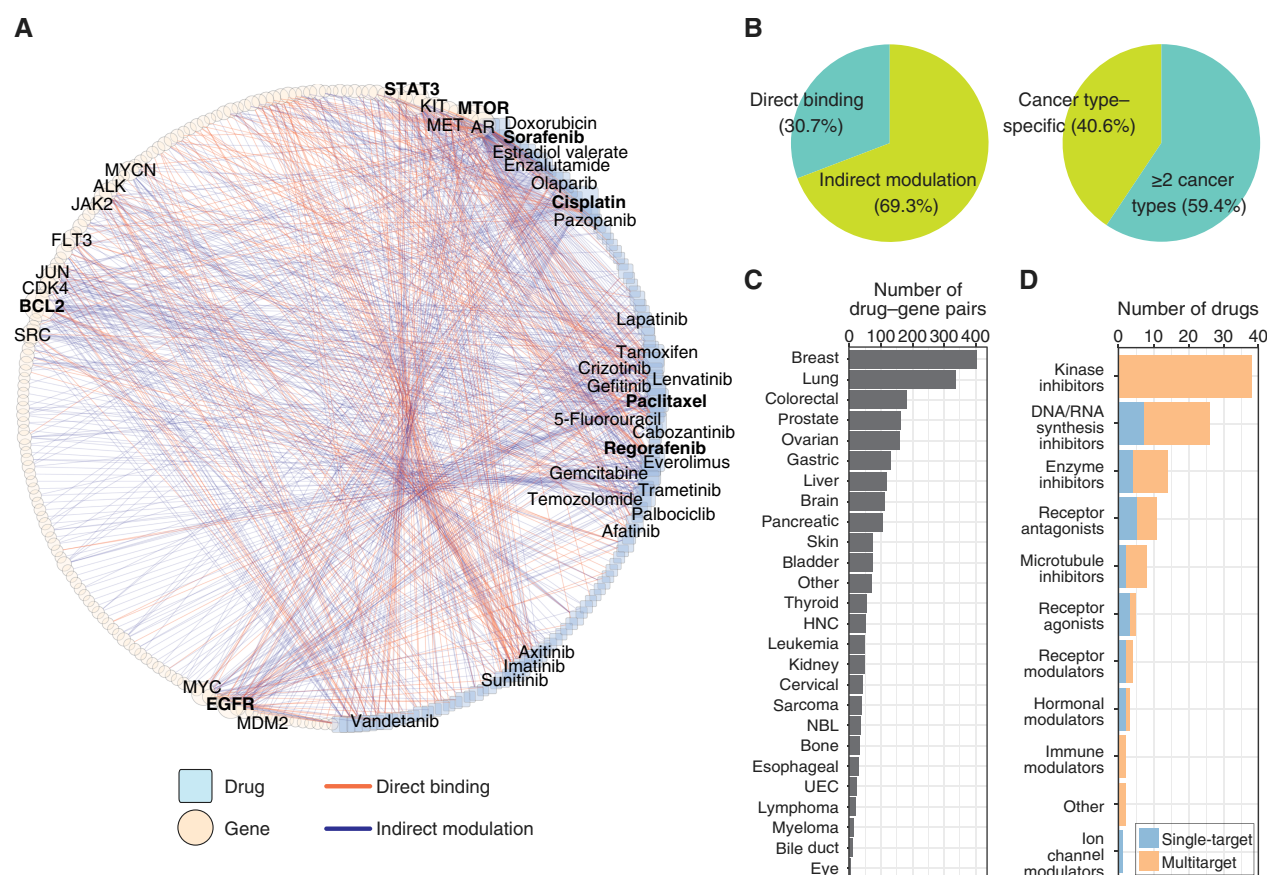 A
STAT3
KIT
MTOR
MET
AR
Doxorubicin
Sorafenib
Estradiol valerate
Enzalutamide
Olaparib
Cisplatin
Pazopanib
MYCN
ALK
JAK2
FLT3
JUN
CDK4
BCL2
SRC
Lapatinib
Tamoxifen
Crizotinib
Lenvatinib
Gefitinib
Paclitaxel
5-Fluorouracil
Cabozantinib
Regorafenib
Everolimus
Gemcitabine
Trametinib
Temozolomide
Palbociclib
Afatinib
Axitinib
Imatinib
Sunitinib
MYC
EGFR
MDM2
Vandetanib
Drug
Direct binding
Gene
Indirect modulation
B
Direct binding
(30.7%)
Indirect modulation
(69.3%)
Cancer type–
specific (40.6%)
≥2 cancer
types (59.4%)
C
Number of
drug–gene pairs
0 100 200 300 400
Breast
Lung
Colorectal
Prostate
Ovarian
Gastric
Liver
Brain
Pancreatic
Skin
Bladder
Other
Thyroid
HNC
Leukemia
Kidney
Cervical
Sarcoma
NBL
Bone
Esophageal
UEC
Lymphoma
Myeloma
Bile duct
Eye
D
Number of drugs
0 10 20 30 40
Kinase
inhibitors
DNA/RNA
synthesis
inhibitors
Enzyme
inhibitors
Receptor
antagonists
Microtubule
inhibitors
Receptor
agonists
Receptor
modulators
Hormonal
modulators
Immune
modulators
Other
Ion
channel
modulators
Single-target
Multitarget